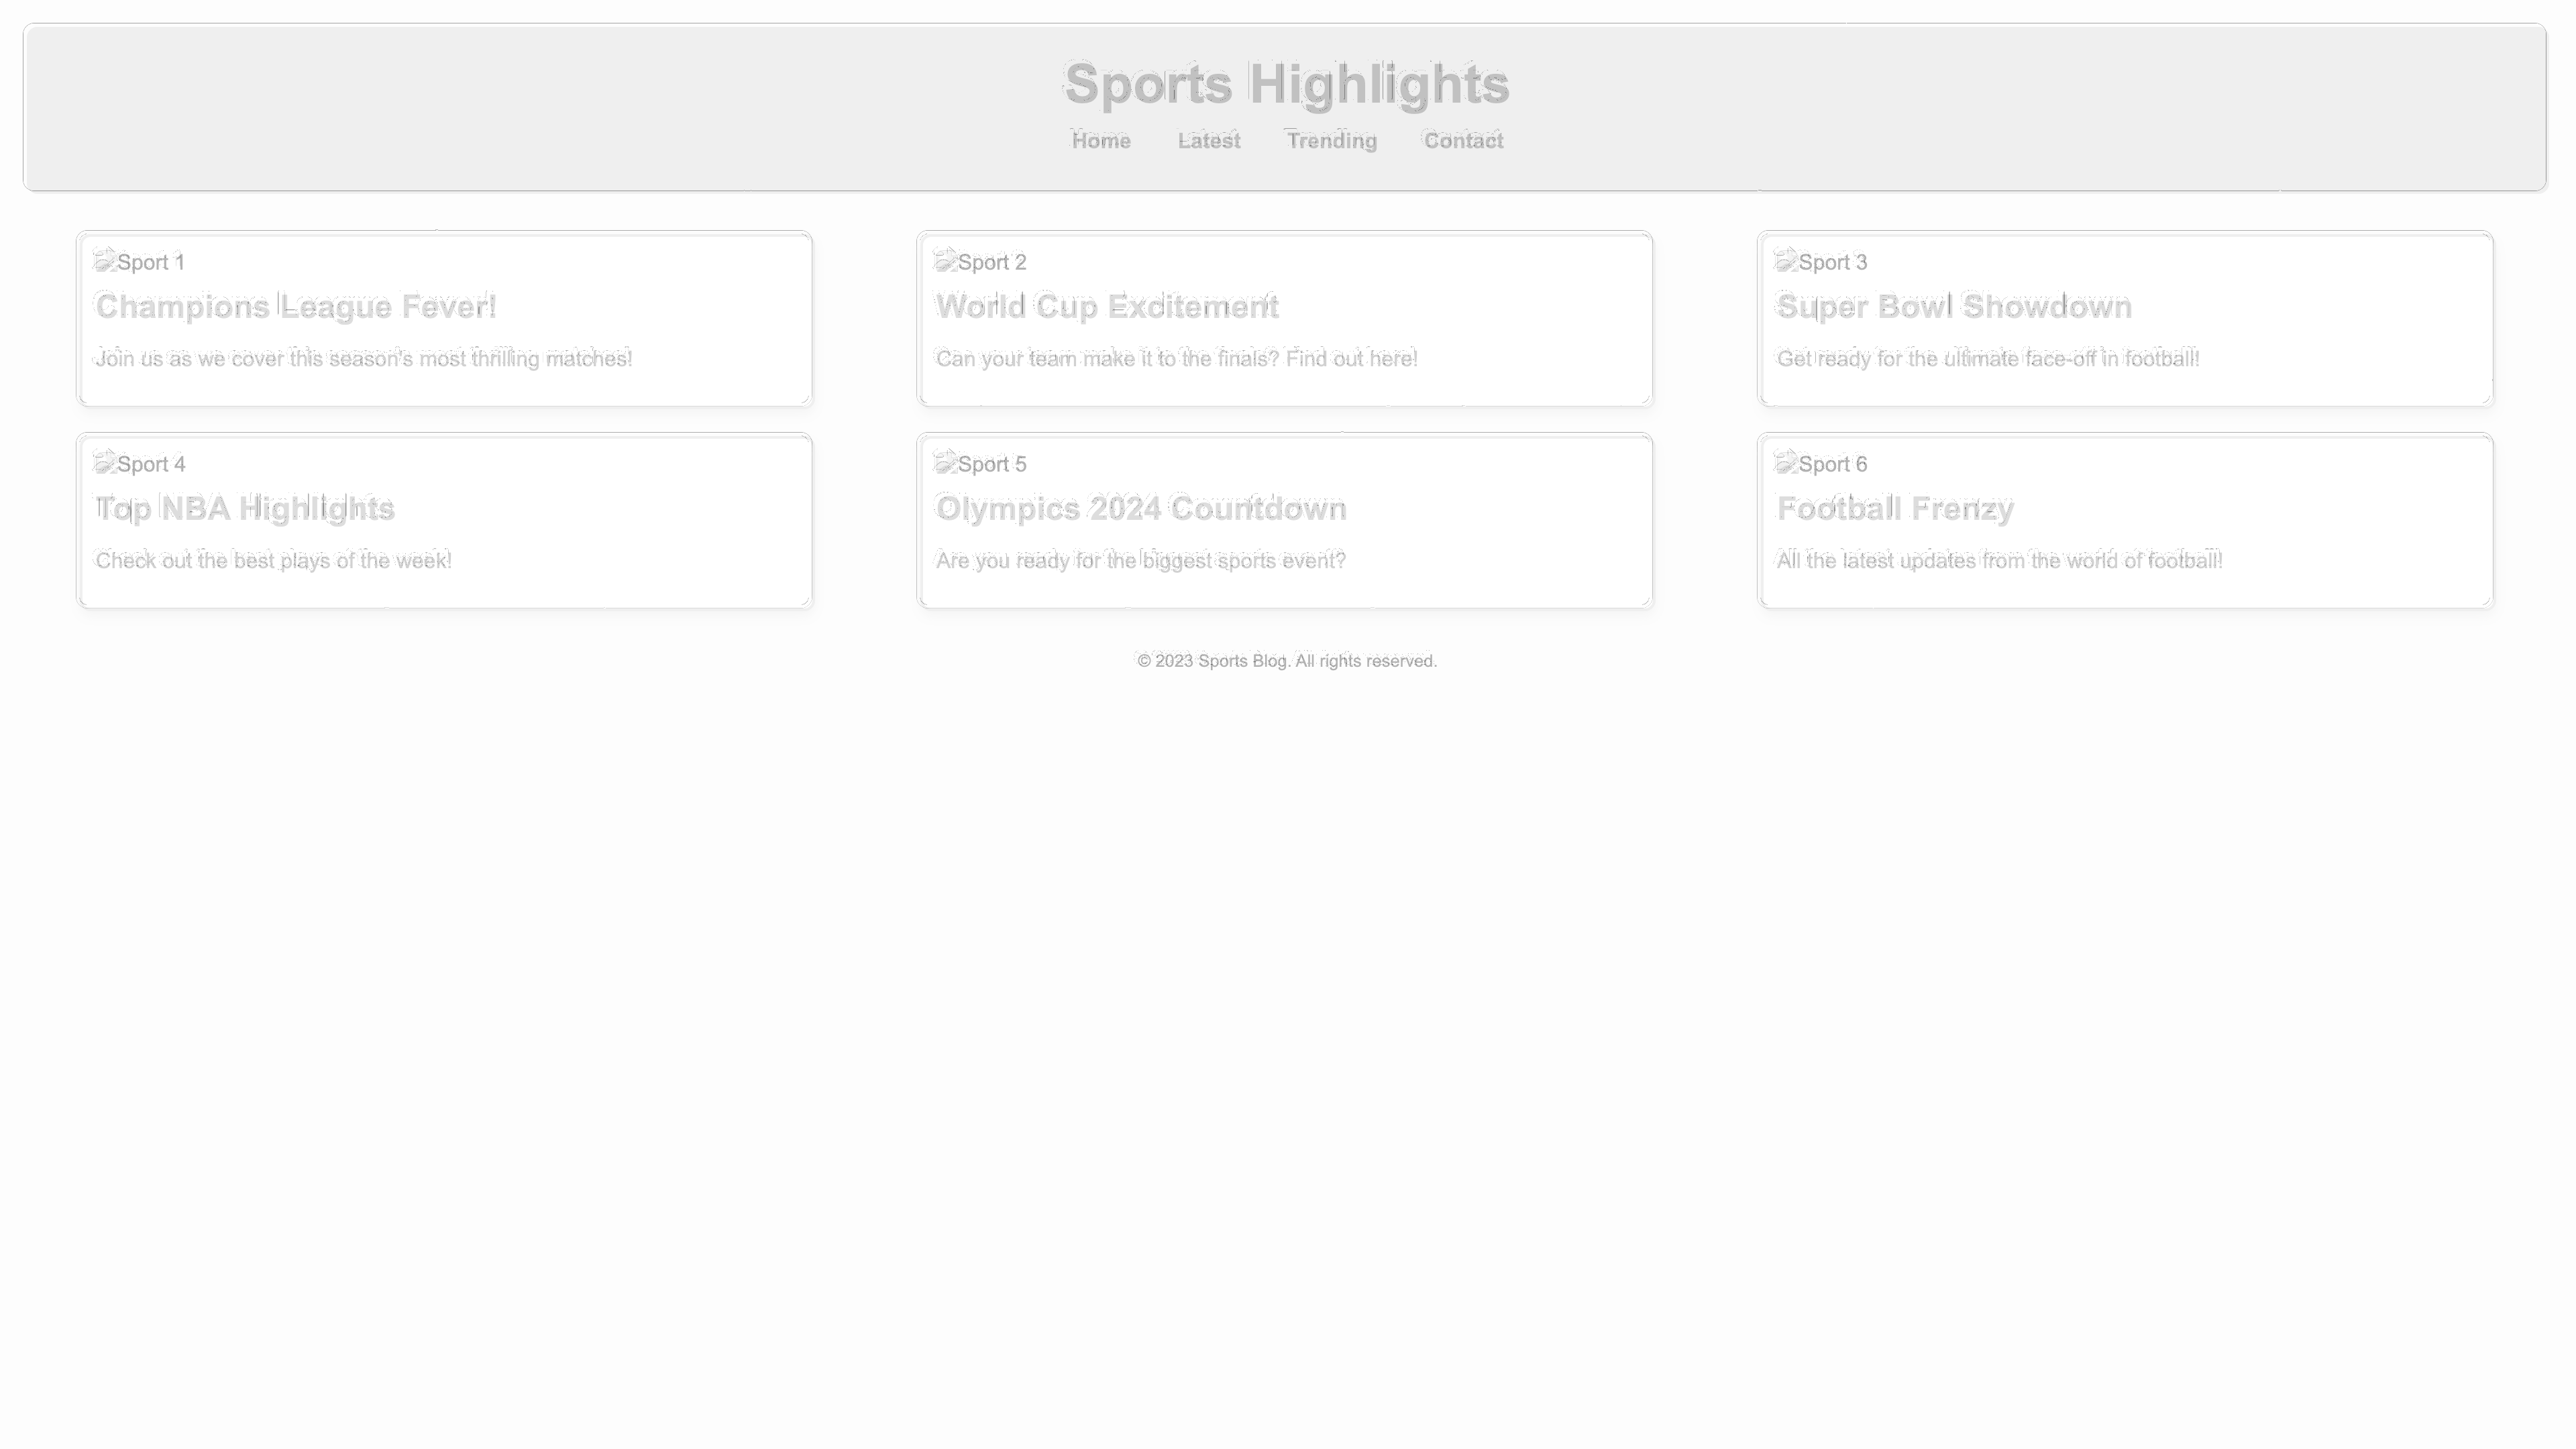 Sports Highlights
Home Latest Trending Contact
Sport 1
Champions League Fever!
Join us as we cover this season's most thrilling matches!
Sport 2
World Cup Excitement
Can your team make it to the finals? Find out here!
Sport 3
Super Bowl Showdown
Get ready for the ultimate face-off in football!
Sport 4
Top NBA Highlights
Check out the best plays of the week!
Sport 5
Olympics 2024 Countdown
Are you ready for the biggest sports event?
Sport 6
Football Frenzy
All the latest updates from the world of football!
© 2023 Sports Blog. All rights reserved.